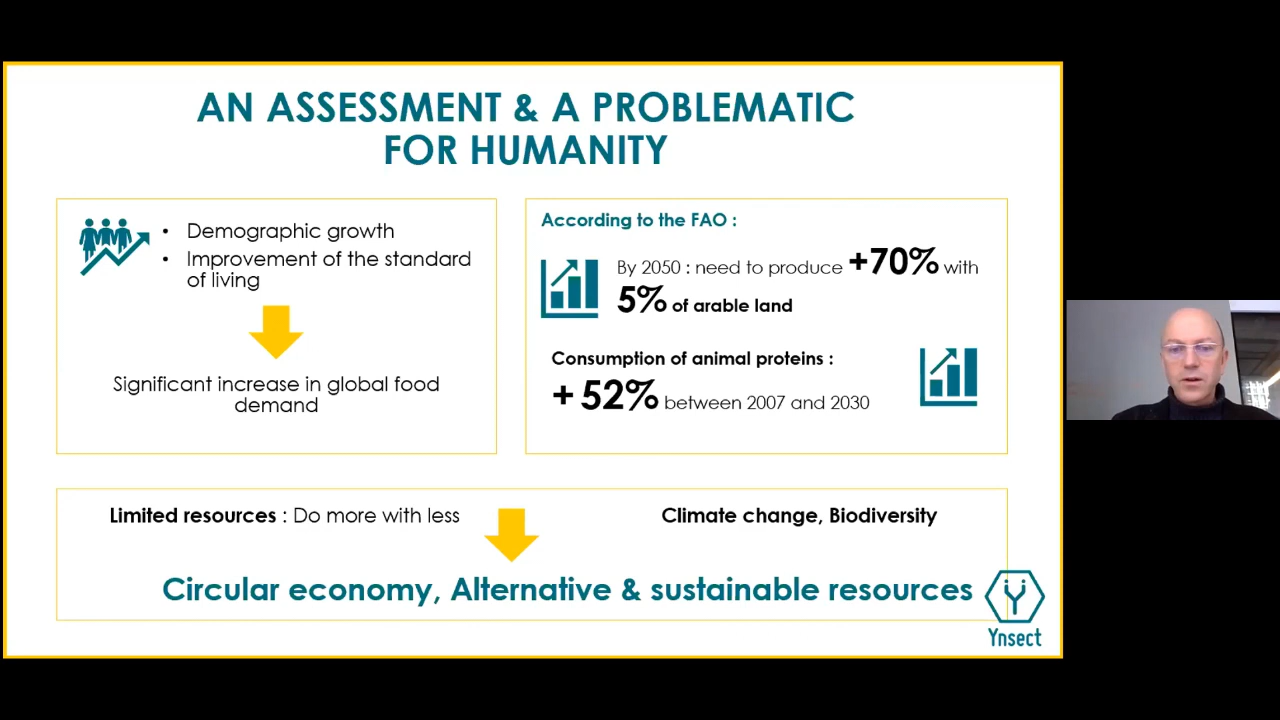 AN ASSESSMENT & A PROBLEMATIC
FOR HUMANITY
• Demographic growth
• Improvement of the standard
of living
Significant increase in global food
demand
According to the FAO :
By 2050 : need to produce +70% with
5% of arable land
Consumption of animal proteins :
+ 52% between 2007 and 2030
Limited resources : Do more with less
Climate change, Biodiversity
Circular economy, Alternative & sustainable resources
Ynsect